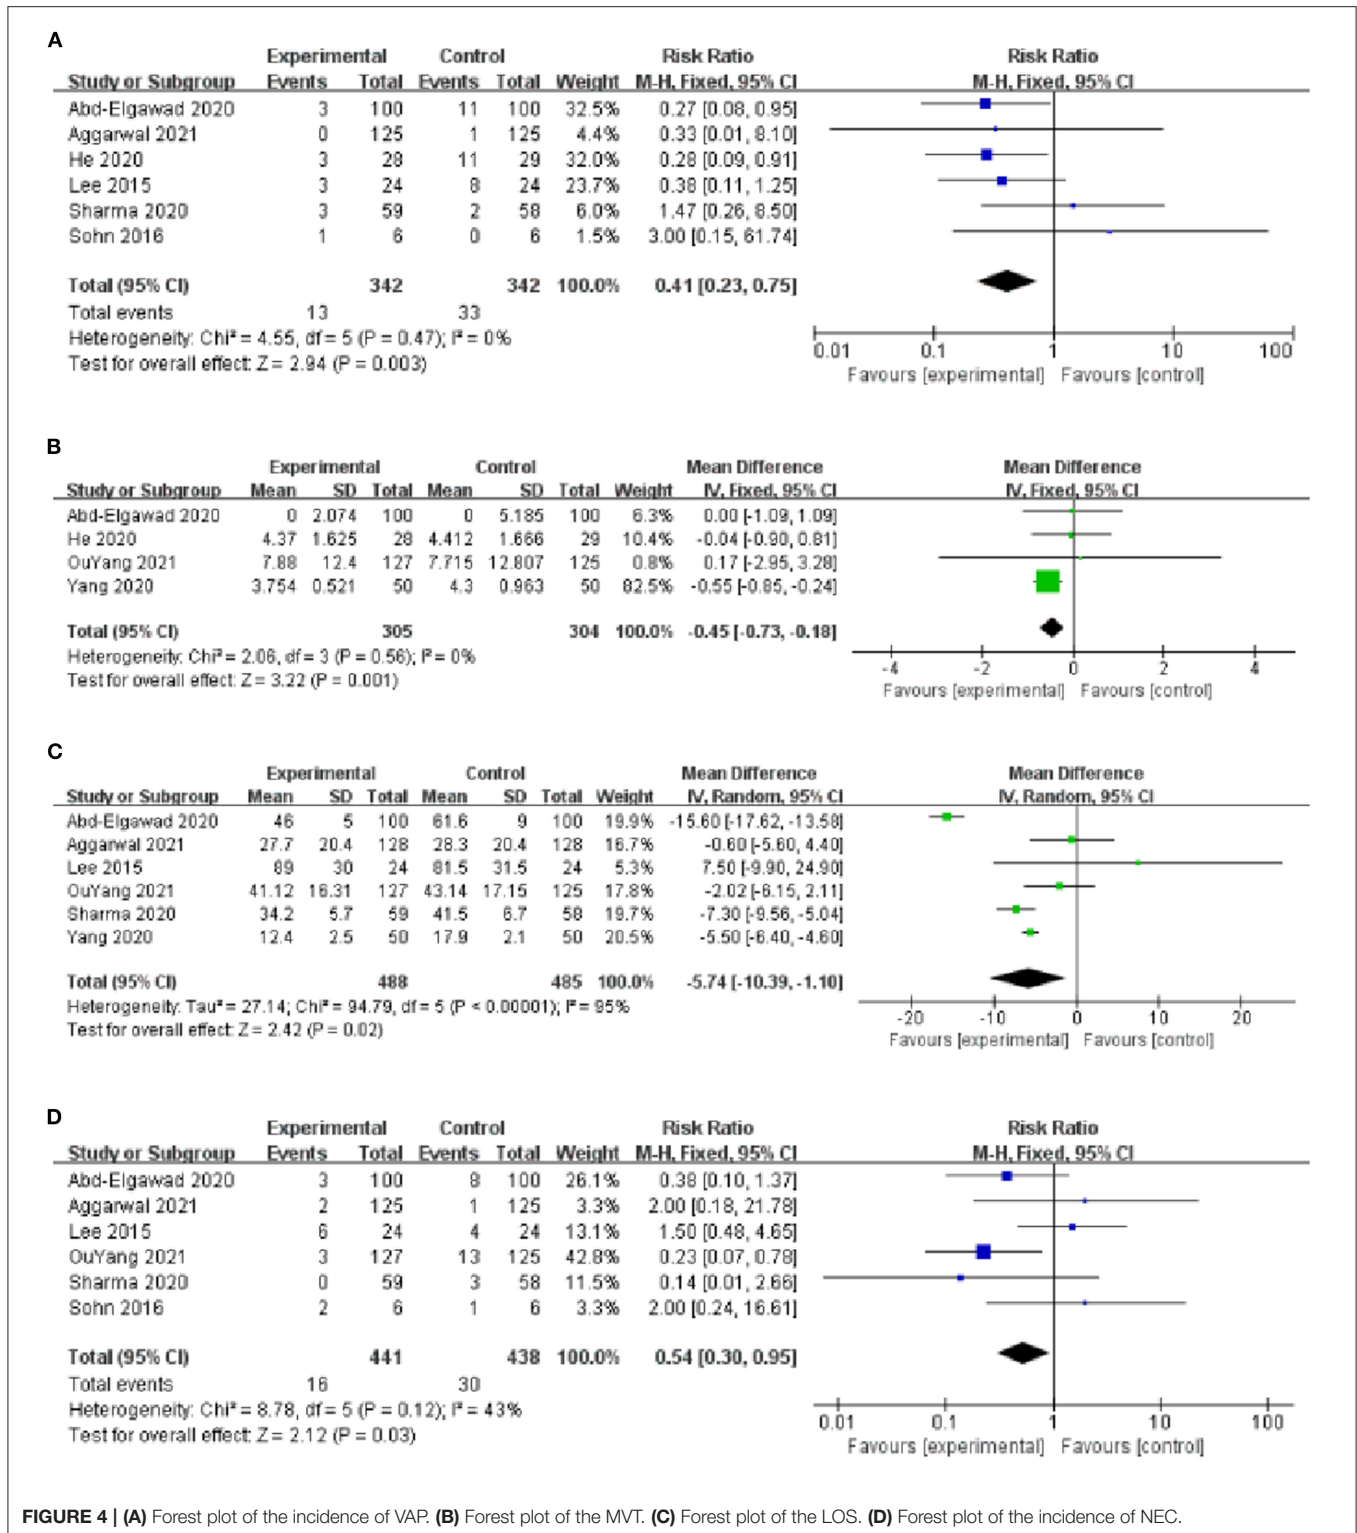 A
Experimental Control Risk Ratio Risk Ratio
Study or Subgroup Events Total Events Total Weight M-H, Fixed, 95% CI M-H, Fixed, 95% CI
Abd-Elgawad 2020 3 100 11 100 32.5% 0.27 [0.08, 0.95]
Aggarwal 2021 0 125 1 125 4.4% 0.33 [0.01, 8.10]
He 2020 3 28 11 29 32.0% 0.28 [0.09, 0.91]
Lee 2015 3 24 8 24 23.7% 0.38 [0.11, 1.25]
Sharma 2020 3 59 2 58 6.0% 1.47 [0.26, 8.50]
Sohn 2016 1 6 0 6 1.5% 3.00 [0.15, 61.74]
Total (95% CI) 342 342 100.0% 0.41 [0.23, 0.75]
Total events 13 33
Heterogeneity: Chi² = 4.55, df = 5 (P = 0.47); I² = 0%
Test for overall effect: Z = 2.94 (P = 0.003)
0.01 0.1 1 10 100
Favours [experimental] Favours [control]
B
Experimental Control Mean Difference Mean Difference
Study or Subgroup Mean SD Total Mean SD Total Weight IV, Fixed, 95% CI IV, Fixed, 95% CI
Abd-Elgawad 2020 0 2.074 100 0 5.185 100 6.3% 0.00 [-1.09, 1.09]
He 2020 4.37 1.625 28 4.412 1.666 29 10.4% -0.04 [-0.90, 0.81]
OuYang 2021 7.88 12.4 127 7.715 12.807 125 0.8% 0.17 [-2.95, 3.28]
Yang 2020 3.754 0.521 50 4.3 0.963 50 82.5% -0.55 [-0.85, -0.24]
Total (95% CI) 305 304 100.0% -0.45 [-0.73, -0.18]
Heterogeneity: Chi² = 2.06, df = 3 (P = 0.56); I² = 0%
Test for overall effect: Z = 3.22 (P = 0.001)
-4 -2 0 2 4
Favours [experimental] Favours [control]
C
Experimental Control Mean Difference Mean Difference
Study or Subgroup Mean SD Total Mean SD Total Weight IV, Random, 95% CI IV, Random, 95% CI
Abd-Elgawad 2020 46 5 100 61.6 9 100 19.9% -15.60 [-17.62, -13.58]
Aggarwal 2021 27.7 20.4 128 28.3 20.4 128 16.7% -0.60 [-5.60, 4.40]
Lee 2015 89 30 24 81.5 31.5 24 5.3% 7.50 [-9.90, 24.90]
OuYang 2021 41.12 16.31 127 43.14 17.15 125 17.8% -2.02 [-6.15, 2.11]
Sharma 2020 34.2 5.7 59 41.5 6.7 58 19.7% -7.30 [-9.56, -5.04]
Yang 2020 12.4 2.5 50 17.9 2.1 50 20.5% -5.50 [-6.40, -4.60]
Total (95% CI) 488 485 100.0% -5.74 [-10.39, -1.10]
Heterogeneity: Tau² = 27.14; Chi² = 94.79, df = 5 (P < 0.00001); I² = 95%
Test for overall effect: Z = 2.42 (P = 0.02)
-20 -10 0 10 20
Favours [experimental] Favours [control]
D
Experimental Control Risk Ratio Risk Ratio
Study or Subgroup Events Total Events Total Weight M-H, Fixed, 95% CI M-H, Fixed, 95% CI
Abd-Elgawad 2020 3 100 8 100 26.1% 0.38 [0.10, 1.37]
Aggarwal 2021 2 125 1 125 3.3% 2.00 [0.18, 21.78]
Lee 2015 6 24 4 24 13.1% 1.50 [0.48, 4.65]
OuYang 2021 3 127 13 125 42.8% 0.23 [0.07, 0.78]
Sharma 2020 0 59 3 58 11.5% 0.14 [0.01, 2.66]
Sohn 2016 2 6 1 6 3.3% 2.00 [0.24, 16.61]
Total (95% CI) 441 438 100.0% 0.54 [0.30, 0.95]
Total events 16 30
Heterogeneity: Chi² = 8.78, df = 5 (P = 0.12); I² = 43%
Test for overall effect: Z = 2.12 (P = 0.03)
0.01 0.1 1 10 100
Favours [experimental] Favours [control]
FIGURE 4 | (A) Forest plot of the incidence of VAP. (B) Forest plot of the MVT. (C) Forest plot of the LOS. (D) Forest plot of the incidence of NEC.